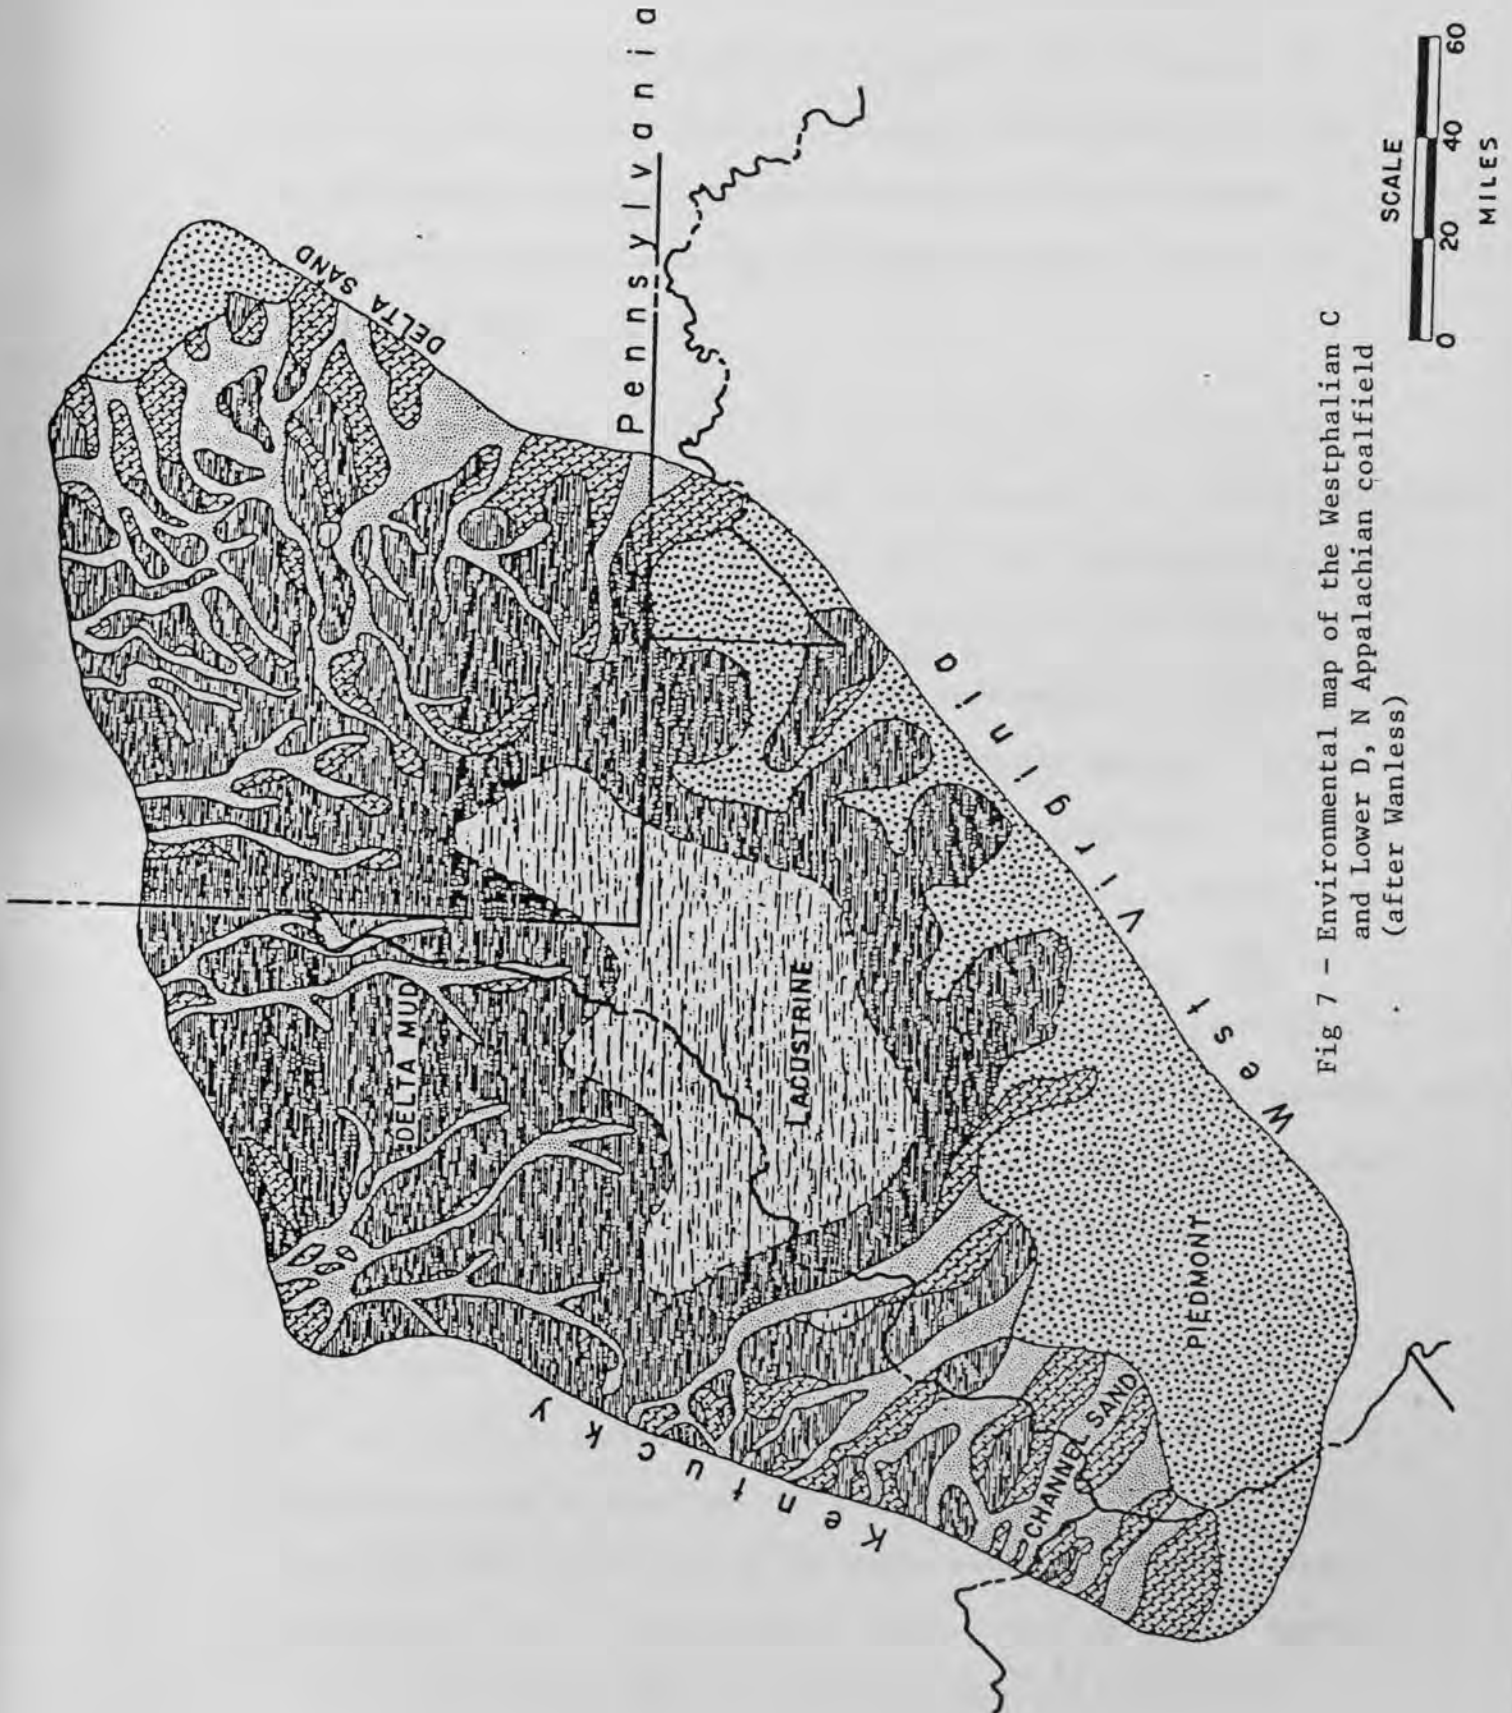 Pennsylvania
DELTA SAND
DELTA MUD
LACUSTRINE
West Virginia
Kentucky
CHANNEL SAND
PIEDMONT
SCALE
0 20 40 60
MILES
Fig 7 – Environmental map of the Westphalian C
and Lower D, N Appalachian coalfield
(after Wanless)